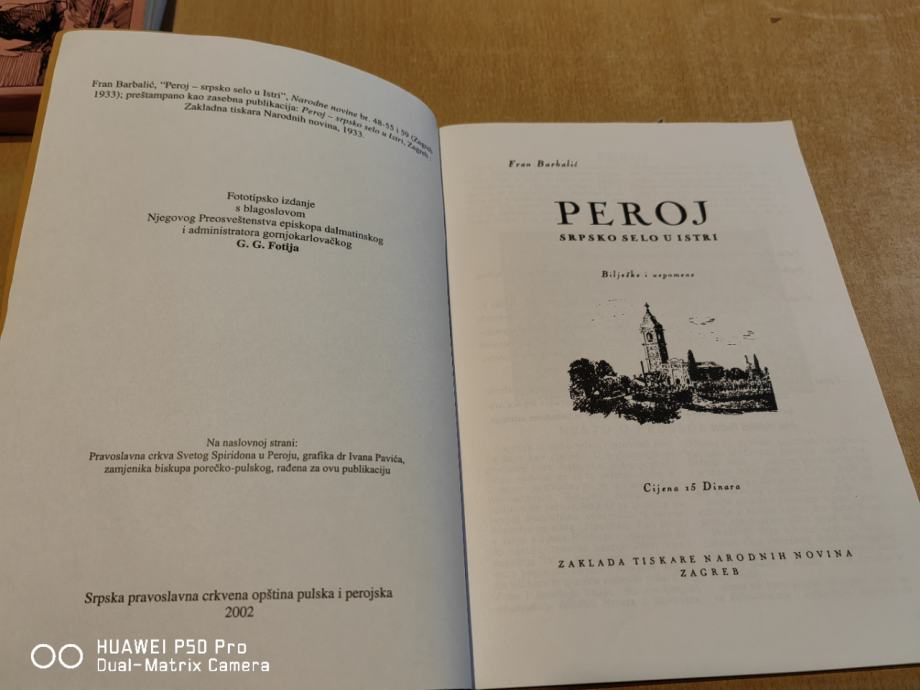 Fran Barbalić, "Peroj – srpsko selo u Istri", Narodne novine br. 48-55 i 59 (Zagreb
1933); preštampano kao zasebna publikacija: Peroj – srpsko selo u Istri, Zagreb :
Zakladna tiskara Narodnih novina, 1933.
Fototipsko izdanje
s blagoslovom
Njegovog Preosveštenstva episkopa dalmatinskog
i administratora gornjokarlovačkog
G. G. Fotija
Na naslovnoj strani:
Pravoslavna crkva Svetog Spiridona u Peroju, grafika dr Ivana Pavića,
zamjenika biskupa porečko-pulskog, rađena za ovu publikaciju
Srpska pravoslavna crkvena opština pulska i perojska
2002
Fran Barbalić
PEROJ
SRPSKO SELO U ISTRI
Bilješke i uspomene
Cijena 15 Dinara
ZAKLADA TISKARE NARODNIH NOVINA
ZAGREB
HUAWEI P50 Pro
Dual-Matrix Camera